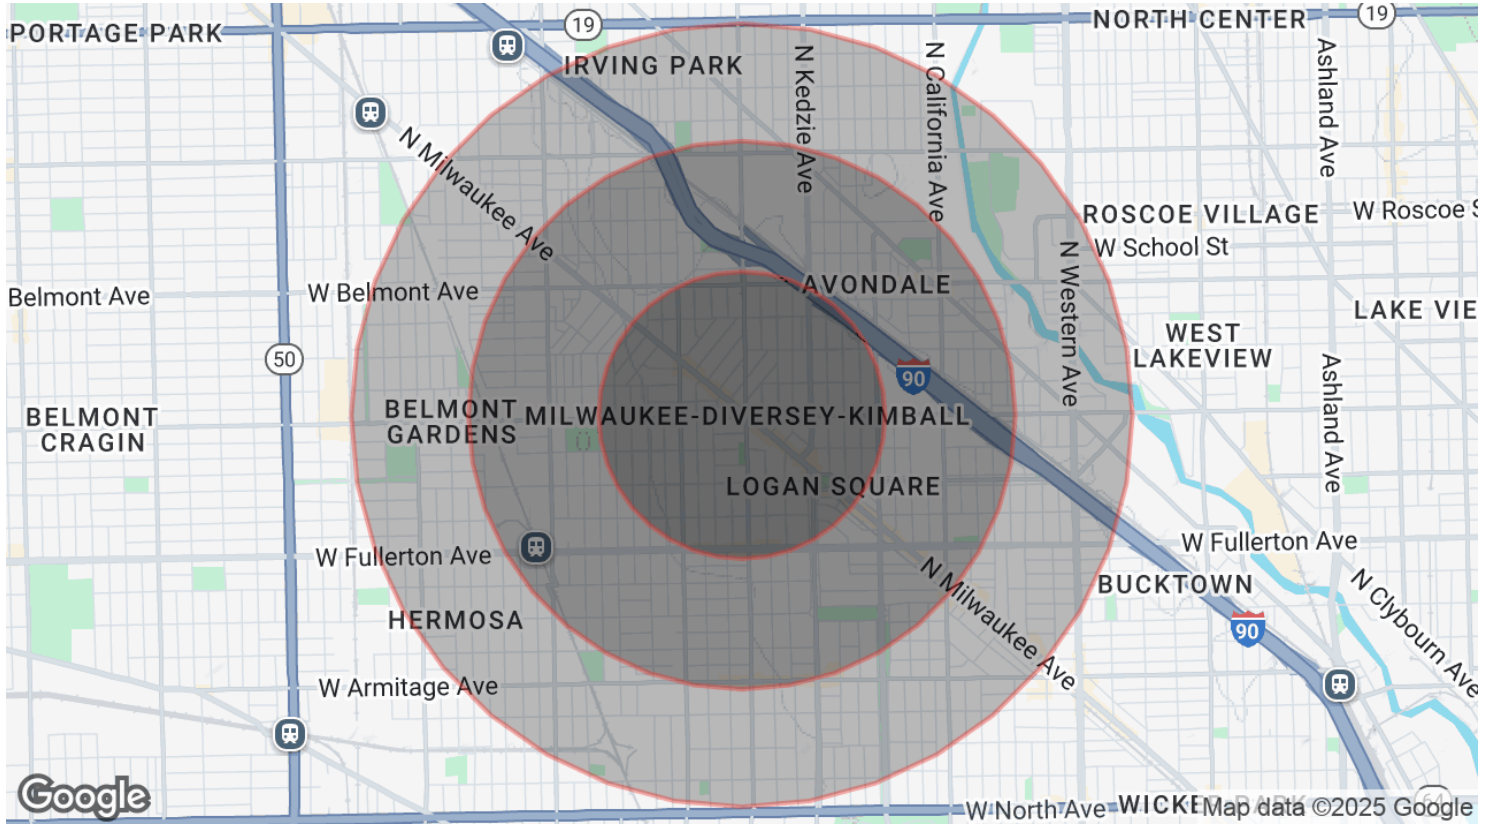 19
NORTH CENTER
19
PORTAGE PARK
IRVING PARK
N Kedzie Ave
N California Ave
Ashland Ave
N Milwaukee Ave
ROSCOE VILLAGE
W Roscoe S
W School St
N Western Ave
AVONDALE
Belmont Ave
W Belmont Ave
LAKE VIE
WEST
LAKEVIEW
50
90
Ashland Ave
BELMONT
CRAGIN
BELMONT
GARDENS
MILWAUKEE-DIVERSEY-KIMBALL
LOGAN SQUARE
W Fullerton Ave
W Fullerton Ave
N Milwaukee Ave
BUCKTOWN
N Clybourn Ave
HERMOSA
90
W Armitage Ave
Google
W North Ave
WICKER PARK
64
Map data ©2025 Google